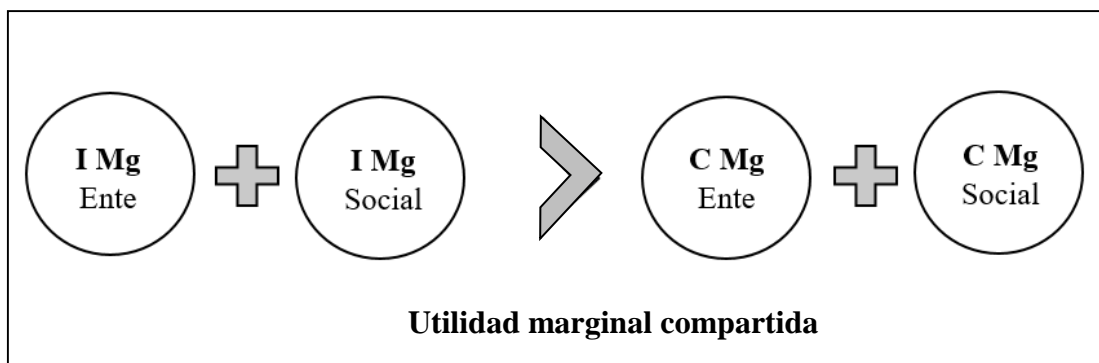 I Mg
Ente
I Mg
Social
C Mg
Ente
C Mg
Social
Utilidad marginal compartida